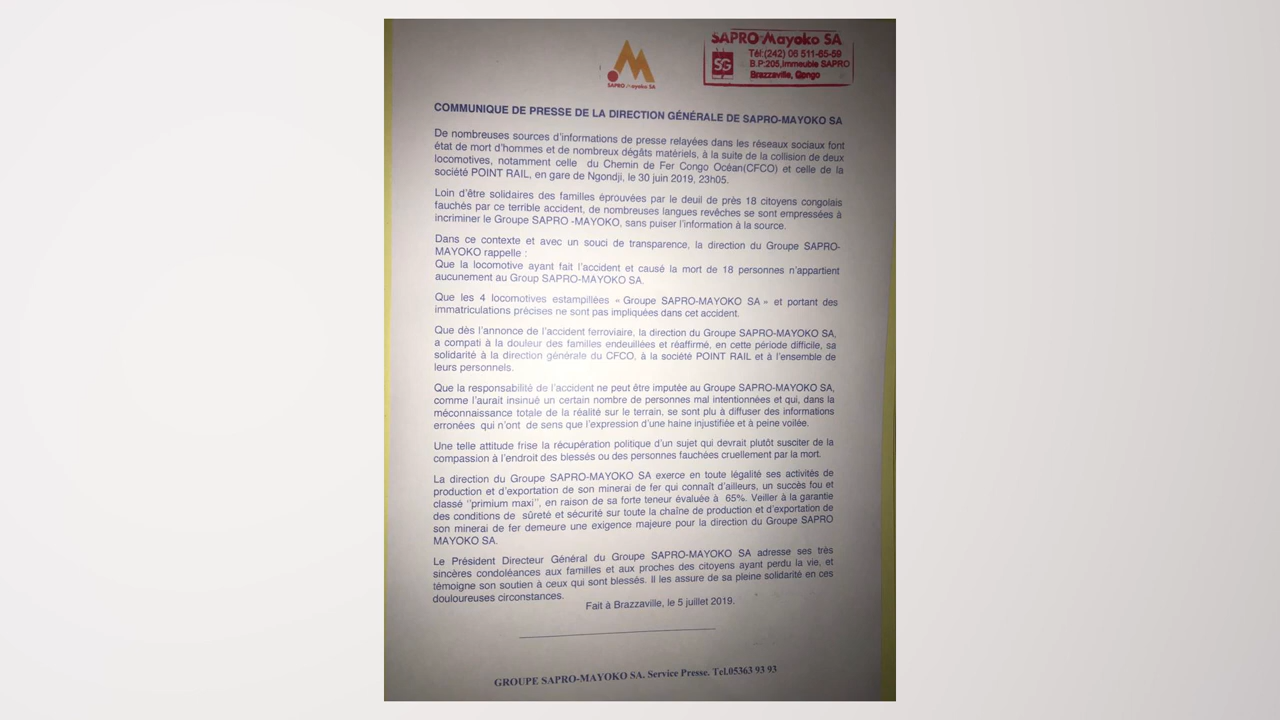 SAPRO Mayoko SA
SAPRO-Mayoko SA
Tél:(242) 06 511-65-59
SG
B.P:205,Immeuble SAPRO
Brazzaville, Congo
COMMUNIQUE DE PRESSE DE LA DIRECTION GÉNÉRALE DE SAPRO-MAYOKO SA
De nombreuses sources d'informations de presse relayées dans les réseaux sociaux font
état de mort d'hommes et de nombreux dégâts matériels, à la suite de la collision de deux
locomotives, notamment celle du Chemin de Fer Congo Océan(CFCO) et celle de la
société POINT RAIL, en gare de Ngondji, le 30 juin 2019, 23h05.
Loin d'être solidaires des familles éprouvées par le deuil de près 18 citoyens congolais
fauchés par ce terrible accident, de nombreuses langues revêches se sont empressées à
incriminer le Groupe SAPRO -MAYOKO, sans puiser l'information à la source.
Dans ce contexte et avec un souci de transparence, la direction du Groupe SAPRO-
MAYOKO rappelle :
Que la locomotive ayant fait l'accident et causé la mort de 18 personnes n'appartient
aucunement au Group SAPRO-MAYOKO SA.
Que les 4 locomotives estampillées « Groupe SAPRO-MAYOKO SA » et portant des
immatriculations précises ne sont pas impliquées dans cet accident.
Que dès l'annonce de l'accident ferroviaire, la direction du Groupe SAPRO-MAYOKO SA,
a compati à la douleur des familles endeuillées et réaffirmé, en cette période difficile, sa
solidarité à la direction générale du CFCO, à la société POINT RAIL et à l'ensemble de
leurs personnels.
Que la responsabilité de l'accident ne peut être imputée au Groupe SAPRO-MAYOKO SA,
comme l'aurait insinué un certain nombre de personnes mal intentionnées et qui, dans la
méconnaissance totale de la réalité sur le terrain, se sont plu à diffuser des informations
erronées qui n'ont de sens que l'expression d'une haine injustifiée et à peine voilée.
Une telle attitude frise la récupération politique d'un sujet qui devrait plutôt susciter de la
compassion à l'endroit des blessés ou des personnes fauchées cruellement par la mort.
La direction du Groupe SAPRO-MAYOKO SA exerce en toute légalité ses activités de
production et d'exportation de son minerai de fer qui connaît d'ailleurs, un succès fou et
classé ''primium maxi'', en raison de sa forte teneur évaluée à 65%. Veiller à la garantie
des conditions de sûreté et sécurité sur toute la chaîne de production et d'exportation de
son minerai de fer demeure une exigence majeure pour la direction du Groupe SAPRO
MAYOKO SA.
Le Président Directeur Général du Groupe SAPRO-MAYOKO SA adresse ses très
sincères condoléances aux familles et aux proches des citoyens ayant perdu la vie, et
témoigne son soutien à ceux qui sont blessés. Il les assure de sa pleine solidarité en ces
douloureuses circonstances.
Fait à Brazzaville, le 5 juillet 2019.
GROUPE SAPRO-MAYOKO SA. Service Presse. Tel.05363 93 93